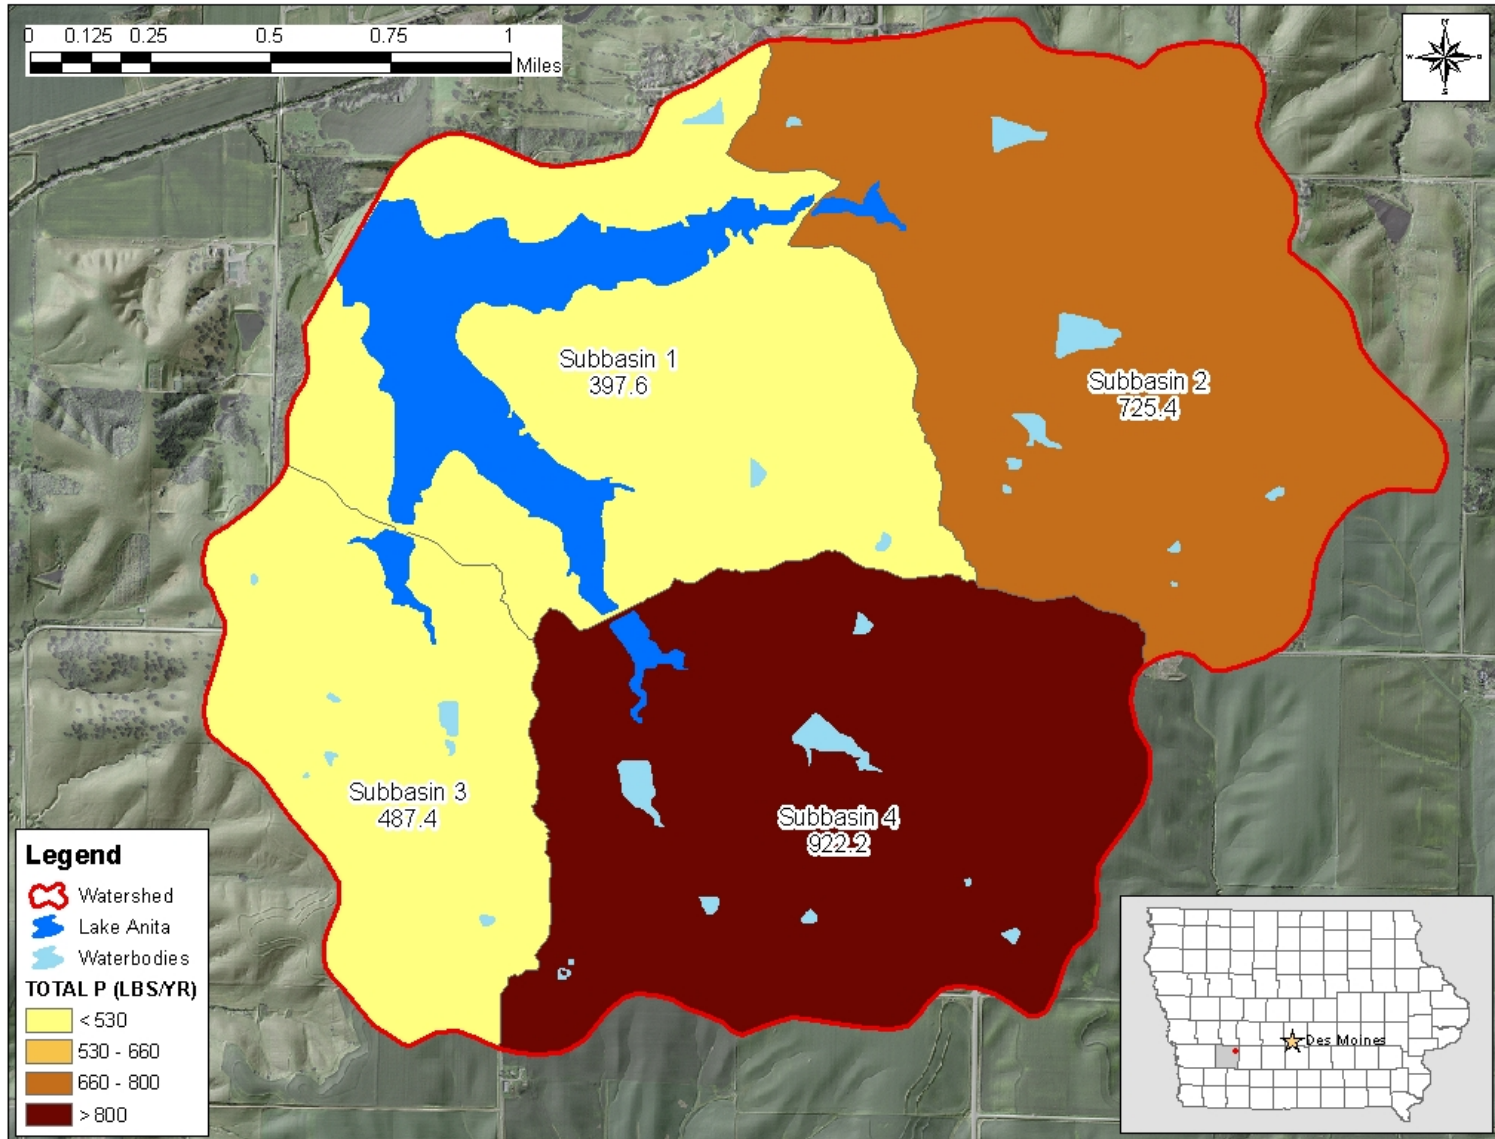 0 0.125 0.25 0.5 0.75 1
Miles
N
W
S
Subbasin 1
397.6
Subbasin 2
725.4
Subbasin 3
487.4
Subbasin 4
922.2
Legend
Watershed
Lake Anita
Waterbodies
TOTAL P (LBS/YR)
< 530
530 - 660
660 - 800
> 800
Des Moines